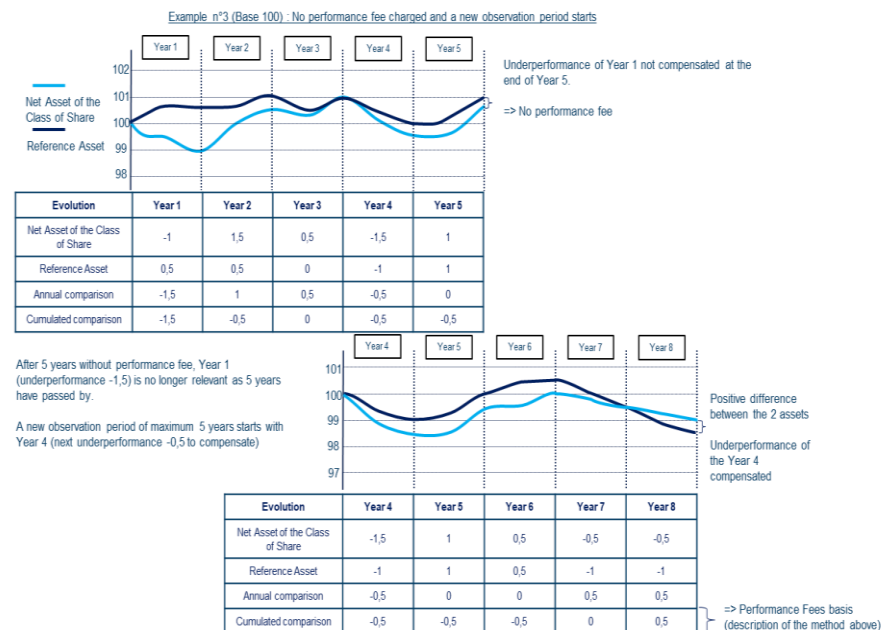 Example n°3 (Base 100) : No performance fee charged and a new observation period starts
Year 1 Year 2 Year 3 Year 4 Year 5
102
101
100
99
98
Net Asset of the
Class of Share
Reference Asset
Underperformance of Year 1 not compensated at the
end of Year 5.
=> No performance fee
Evolution Year 1 Year 2 Year 3 Year 4 Year 5
Net Asset of the Class
of Share -1 1,5 0,5 -1,5 1
Reference Asset 0,5 0,5 0 -1 1
Annual comparison -1,5 1 0,5 -0,5 0
Cumulated comparison -1,5 -0,5 0 -0,5 -0,5
After 5 years without performance fee, Year 1
(underperformance -1,5) is no longer relevant as 5 years
have passed by.
A new observation period of maximum 5 years starts with
Year 4 (next underperformance -0,5 to compensate)
Year 4 Year 5 Year 6 Year 7 Year 8
101
100
99
98
97
Positive difference
between the 2 assets
Underperformance of
the Year 4
compensated
Evolution Year 4 Year 5 Year 6 Year 7 Year 8
Net Asset of the Class
of Share -1,5 1 0,5 -0,5 -0,5
Reference Asset -1 1 0,5 -1 -1
Annual comparison -0,5 0 0 0,5 0,5
Cumulated comparison -0,5 -0,5 -0,5 0 0,5
=> Performance Fees basis
(description of the method above)